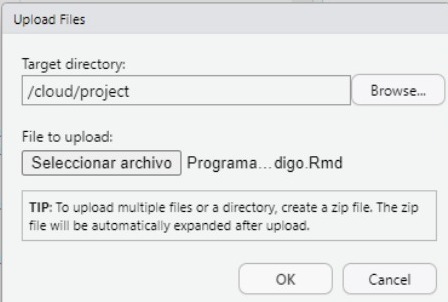 Upload Files
Target directory:
/cloud/project Browse...
File to upload:
Seleccionar archivo Programa...digo.Rmd
TIP: To upload multiple files or a directory, create a zip file. The zip
file will be automatically expanded after upload.
OK Cancel